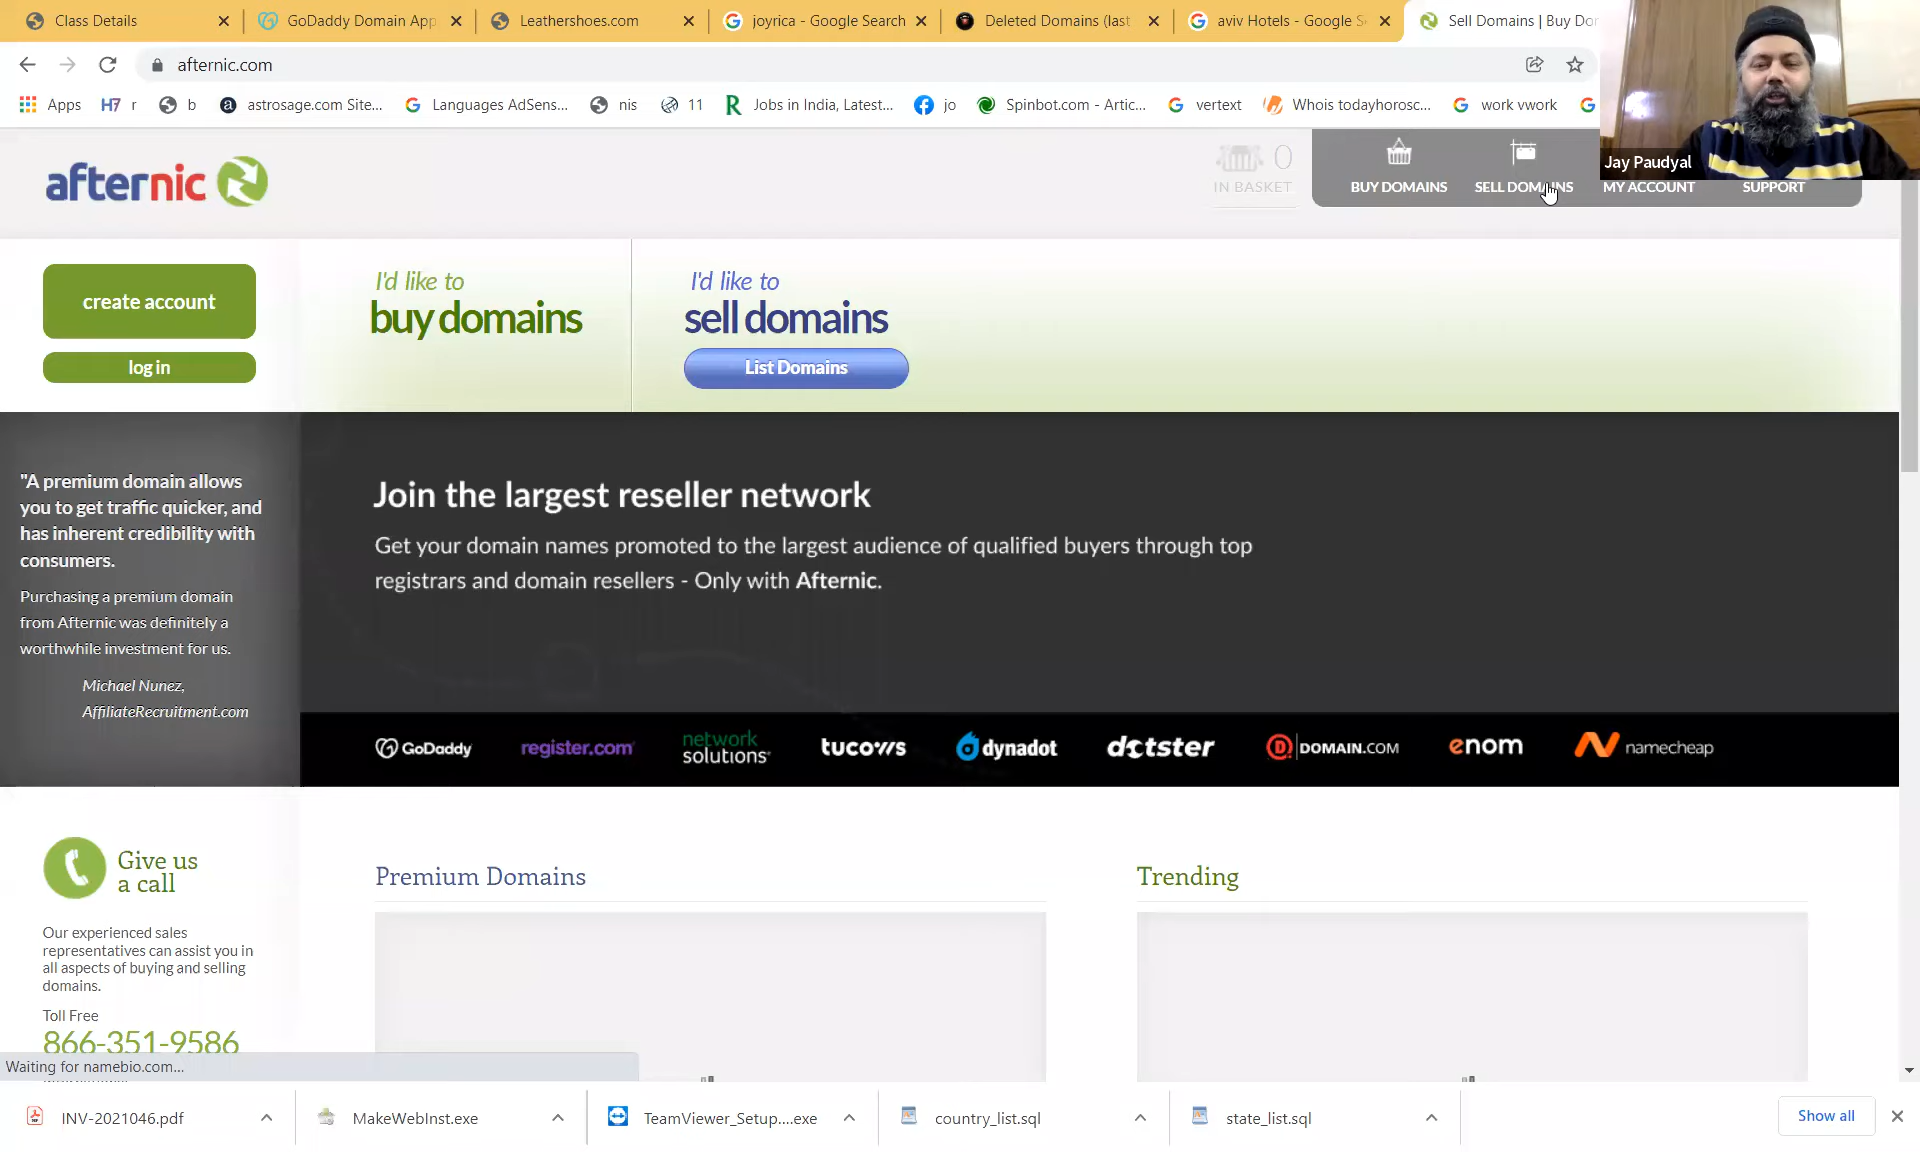 Class Details
GoDaddy Domain App
Leathershoes.com
joyrica - Google Search
Deleted Domains (last
aviv Hotels - Google S
Sell Domains | Buy Do
afternic.com
Apps
H7 r
b
astrosage.com Site...
Languages AdSens...
nis
11
Jobs in India, Latest...
jo
Spinbot.com - Artic...
vertext
Whois todayhorosc...
work vwork
Jay Paudyal
afternic
0
IN BASKET
BUY DOMAINS
SELL DOMAINS
MY ACCOUNT
SUPPORT
create account
log in
I'd like to
buy domains
I'd like to
sell domains
List Domains
"A premium domain allows
you to get traffic quicker, and
has inherent credibility with
consumers.
Purchasing a premium domain
from Afternic was definitely a
worthwhile investment for us.
Michael Nunez,
AffiliateRecruitment.com
Join the largest reseller network
Get your domain names promoted to the largest audience of qualified buyers through top
registrars and domain resellers - Only with Afternic.
GoDaddy
register.com
network
solutions
tucows
dynadot
dotster
D DOMAIN.COM
enom
namecheap
Give us
a call
Our experienced sales
representatives can assist you in
all aspects of buying and selling
domains.
Toll Free
866-351-9586
Premium Domains
Trending
Waiting for namebio.com...
INV-2021046.pdf
MakeWebInst.exe
TeamViewer_Setup....exe
country_list.sql
state_list.sql
Show all